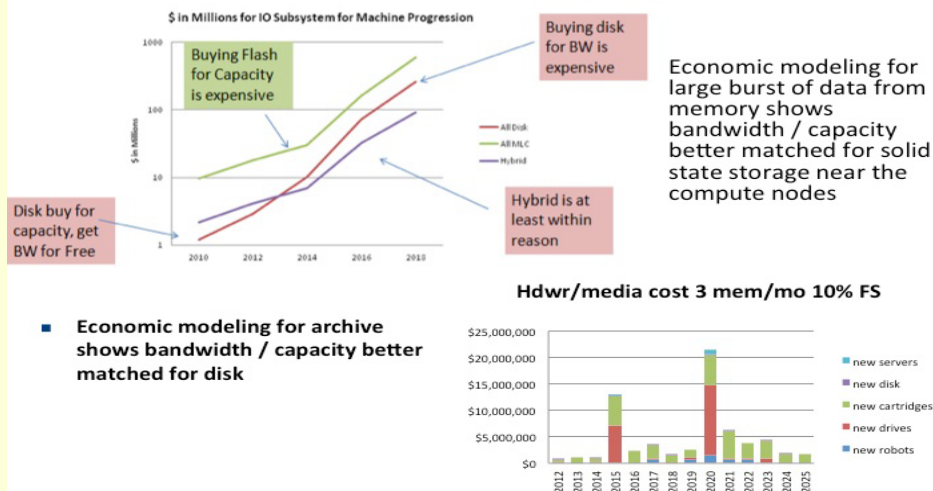 $ in Millions for IO Subsystem for Machine Progression
1000
100
10
1
$ in Millions
2010 2012 2014 2016 2018
Buying Flash
for Capacity
is expensive
Buying disk
for BW is
expensive
All Disk
All MLC
Hybrid
Disk buy for
capacity, get
BW for Free
Hybrid is at
least within
reason
Economic modeling for
large burst of data from
memory shows
bandwidth / capacity
better matched for solid
state storage near the
compute nodes
Economic modeling for archive
shows bandwidth / capacity better
matched for disk
Hdwr/media cost 3 mem/mo 10% FS
$25,000,000
$20,000,000
$15,000,000
$10,000,000
$5,000,000
$0
2012 2013 2014 2015 2016 2017 2018 2019 2020 2021 2022 2023 2024 2025
new servers
new disk
new cartridges
new drives
new robots